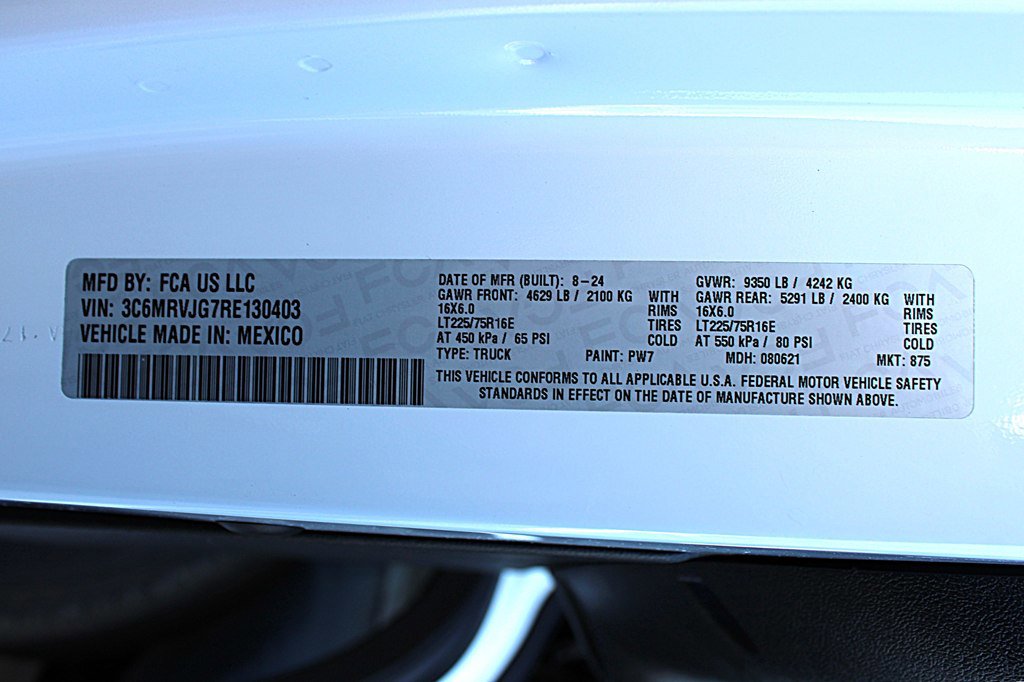 MFD BY: FCA US LLC
VIN: 3C6MRVJG7RE130403
VEHICLE MADE IN: MEXICO
DATE OF MFR (BUILT): 8-24 GVWR: 9350 LB / 4242 KG
GAWR FRONT: 4629 LB / 2100 KG WITH GAWR REAR: 5291 LB / 2400 KG WITH
16X6.0 RIMS 16X6.0 RIMS
LT225/75R16E TIRES LT225/75R16E TIRES
AT 450 kPa / 65 PSI COLD AT 550 kPa / 80 PSI COLD
TYPE: TRUCK PAINT: PW7 MDH: 080621 MKT: 875
THIS VEHICLE CONFORMS TO ALL APPLICABLE U.S.A. FEDERAL MOTOR VEHICLE SAFETY
STANDARDS IN EFFECT ON THE DATE OF MANUFACTURE SHOWN ABOVE.